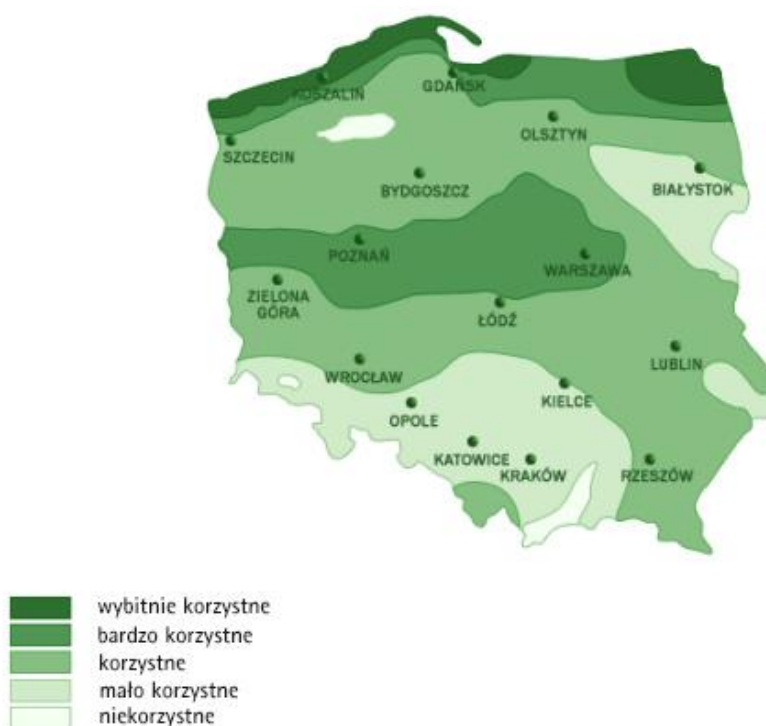 KOSZALIN
GDAŃSK
OLSZTYN
SZCZECIN
BIAŁYSTOK
BYDGOSZCZ
POZNAŃ
WARSZAWA
ZIELONA
GÓRA
ŁÓDŹ
LUBLIN
WROCŁAW
KIELCE
OPOLE
KATOWICE
KRAKÓW
RZESZÓW
wybitnie korzystne
bardzo korzystne
korzystne
mało korzystne
niekorzystne